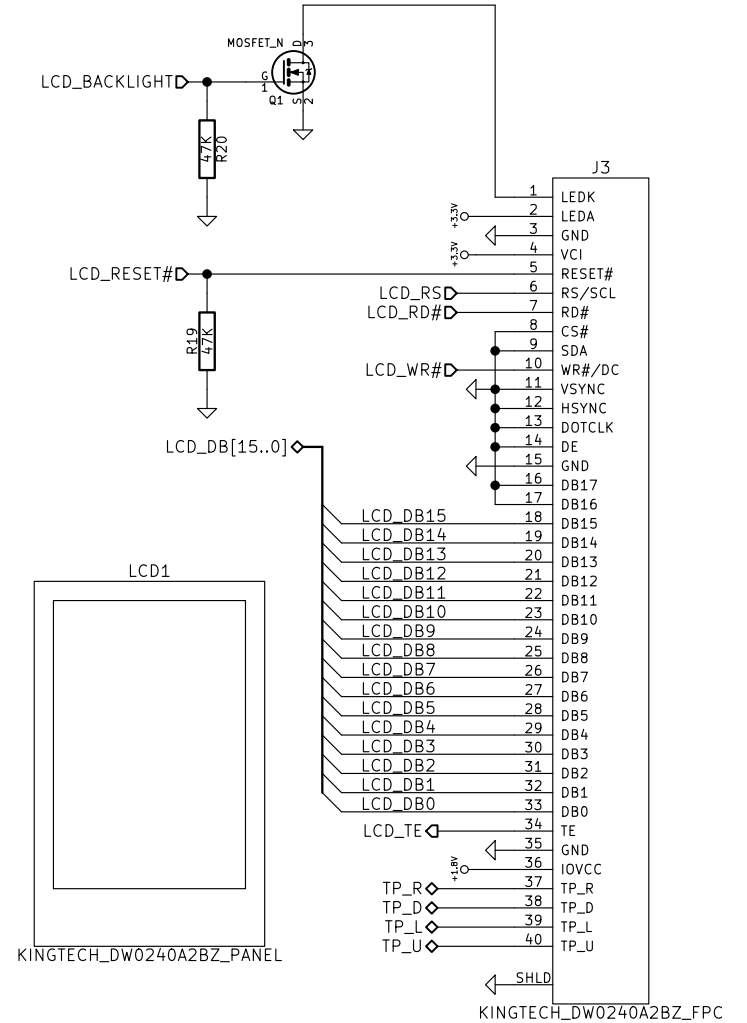 MOSFET_N
D
3
LCD_BACKLIGHT
G
1
Q1
S
2
47K
R20
J3
1 LEDK
+3.3V
2 LEDA
3 GND
+3.3V
4 VCI
LCD_RESET#
5 RESET#
LCD_RS
6 RS/SCL
LCD_RD#
7 RD#
R19
47K
8 CS#
9 SDA
LCD_WR#
10 WR#/DC
11 VSYNC
12 HSYNC
13 DOTCLK
LCD_DB[15..0]
14 DE
15 GND
16 DB17
17 DB16
LCD_DB15 18 DB15
LCD_DB14 19 DB14
LCD_DB13 20 DB13
LCD_DB12 21 DB12
LCD_DB11 22 DB11
LCD_DB10 23 DB10
LCD_DB9 24 DB9
LCD_DB8 25 DB8
LCD_DB7 26 DB7
LCD_DB6 27 DB6
LCD_DB5 28 DB5
LCD_DB4 29 DB4
LCD_DB3 30 DB3
LCD_DB2 31 DB2
LCD_DB1 32 DB1
LCD_DB0 33 DB0
LCD_TE 34 TE
35 GND
+1.8V
36 IOVCC
TP_R 37 TP_R
TP_D 38 TP_D
TP_L 39 TP_L
TP_U 40 TP_U
SHLD
KINGTECH_DW0240A2BZ_FPC
LCD1
KINGTECH_DW0240A2BZ_PANEL